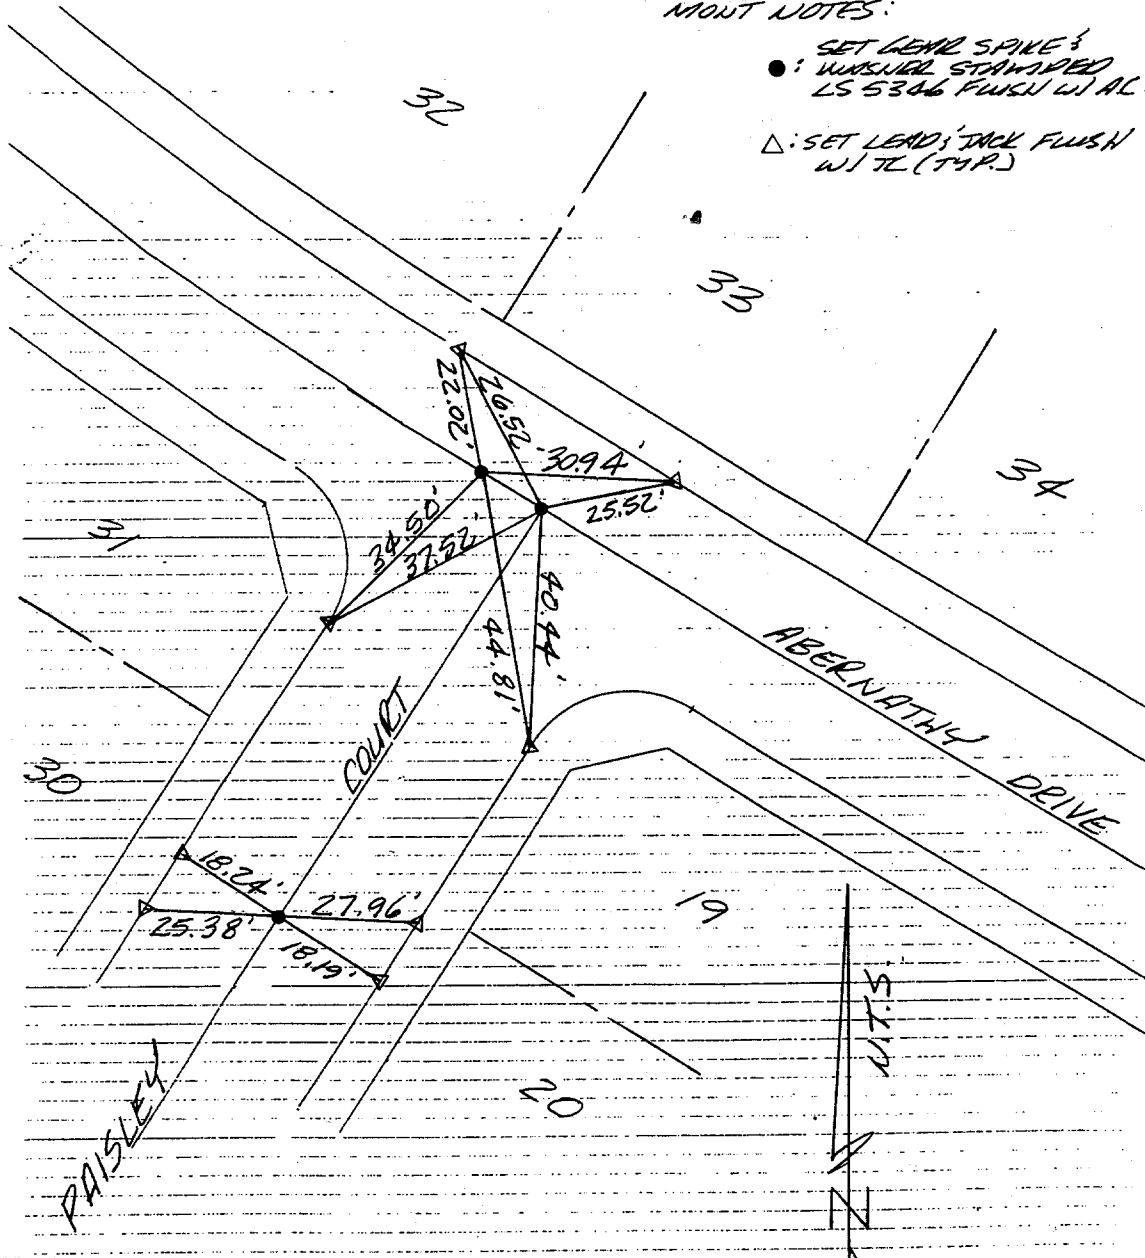 MONT NOTES:
SET GEAR SPIKE &
●: WASHER STAMPED
LS 5346 FLUSH W/ AC
△: SET LEAD & TACK FLUSH
W/ TC (TYP.)
32
33
34
22.02'
26.52'
30.94'
25.52'
31
34.50'
37.52'
40.44'
44.81'
ABERNATHY DRIVE
COURT
30
18.24'
27.96'
25.38'
18.19'
19
N.T.S.
20
PAISLEY
N